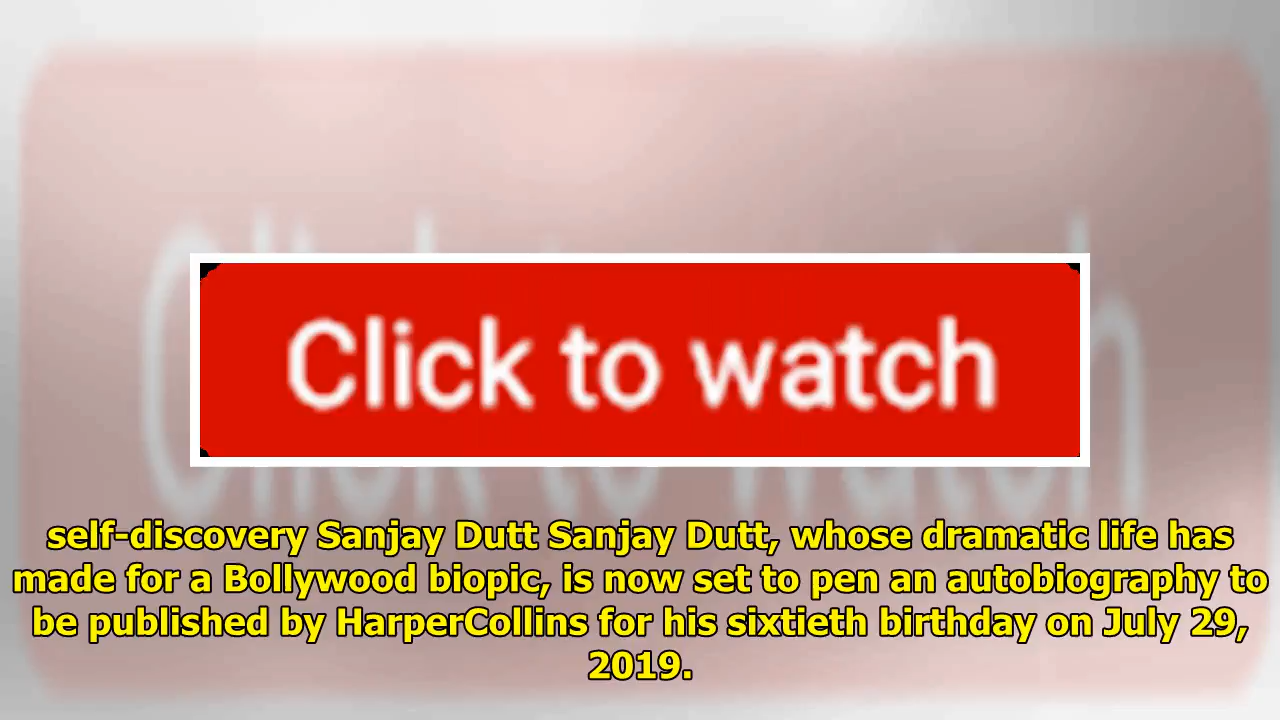 Click to watch
self-discovery Sanjay Dutt Sanjay Dutt, whose dramatic life has
made for a Bollywood biopic, is now set to pen an autobiography to
be published by HarperCollins for his sixtieth birthday on July 29,
2019.